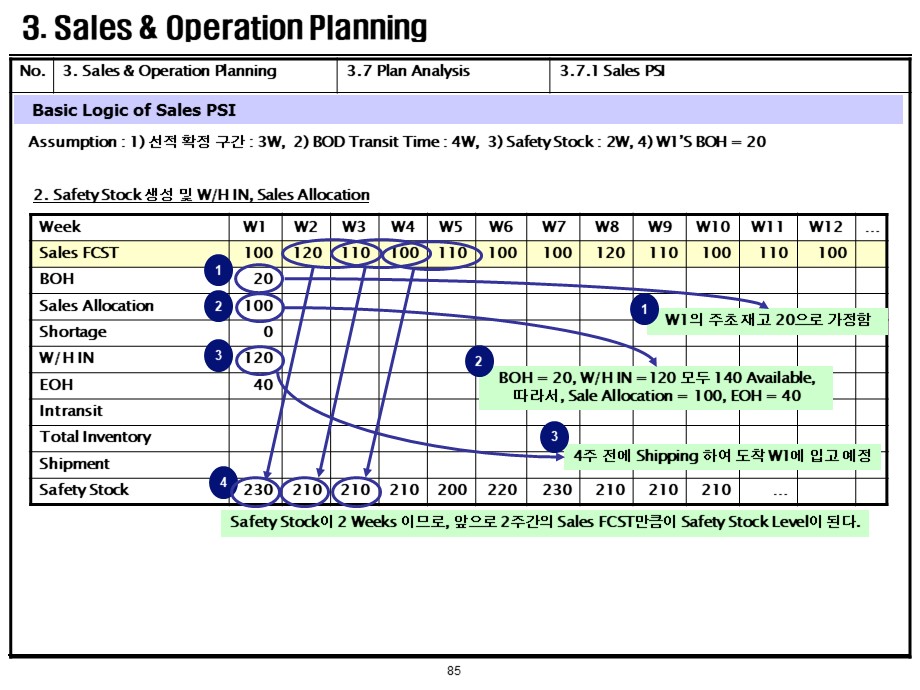 3. Sales & Operation Planning
No. 3. Sales & Operation Planning 3.7 Plan Analysis 3.7.1 Sales PSI
Basic Logic of Sales PSI
Assumption : 1) 선적 확정 구간 : 3W, 2) BOD Transit Time : 4W, 3) Safety Stock : 2W, 4) W1'S BOH = 20
2. Safety Stock 생성 및 W/H IN, Sales Allocation
Week W1 W2 W3 W4 W5 W6 W7 W8 W9 W10 W11 W12 ...
Sales FCST 100 120 110 100 110 100 100 120 110 100 110 100
1
BOH 20
2 Sales Allocation 100
1 W1의 주초 재고 20으로 가정함
Shortage 0
3 W/H IN 120
2
BOH = 20, W/H IN = 120 모두 140 Available,
따라서, Sale Allocation = 100, EOH = 40
EOH 40
Intransit
Total Inventory
3
4주 전에 Shipping 하여 도착 W1에 입고 예정
Shipment
4
Safety Stock 230 210 210 210 200 220 230 210 210 210 ...
Safety Stock이 2 Weeks 이므로, 앞으로 2주간의 Sales FCST만큼이 Safety Stock Level이 된다.
85